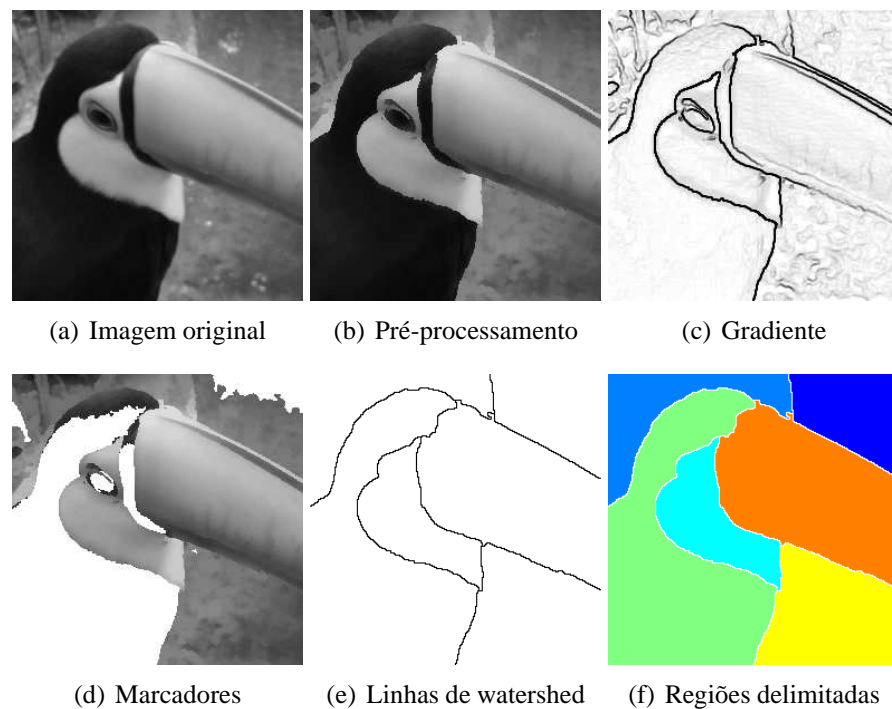 (a) Imagem original
(b) Pré-processamento
(c) Gradiente
(d) Marcadores
(e) Linhas de watershed
(f) Regiões delimitadas